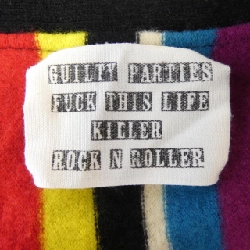 GUILTY PARTIES
FUCK THIS LIFE
KILLER
ROCK N ROLLER